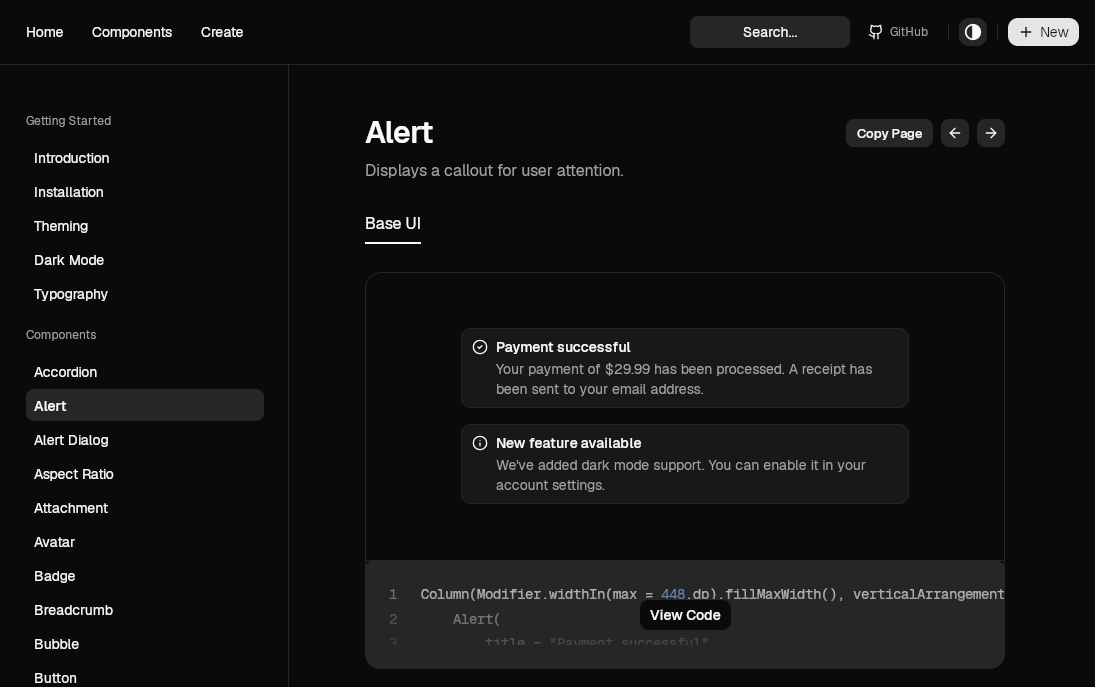 Home
Components
Create
Search...
GitHub
New
Getting Started
Introduction
Installation
Theming
Dark Mode
Typography
Components
Accordion
Alert
Alert Dialog
Aspect Ratio
Attachment
Avatar
Badge
Breadcrumb
Bubble
Button
Alert
Copy Page
Displays a callout for user attention.
Base UI
Payment successful
Your payment of $29.99 has been processed. A receipt has
been sent to your email address.
New feature available
We've added dark mode support. You can enable it in your
account settings.
1 Column(Modifier.widthIn(max = 448.dp).fillMaxWidth(), verticalArrangement
2 Alert(
3 title = "Payment successful"
View Code